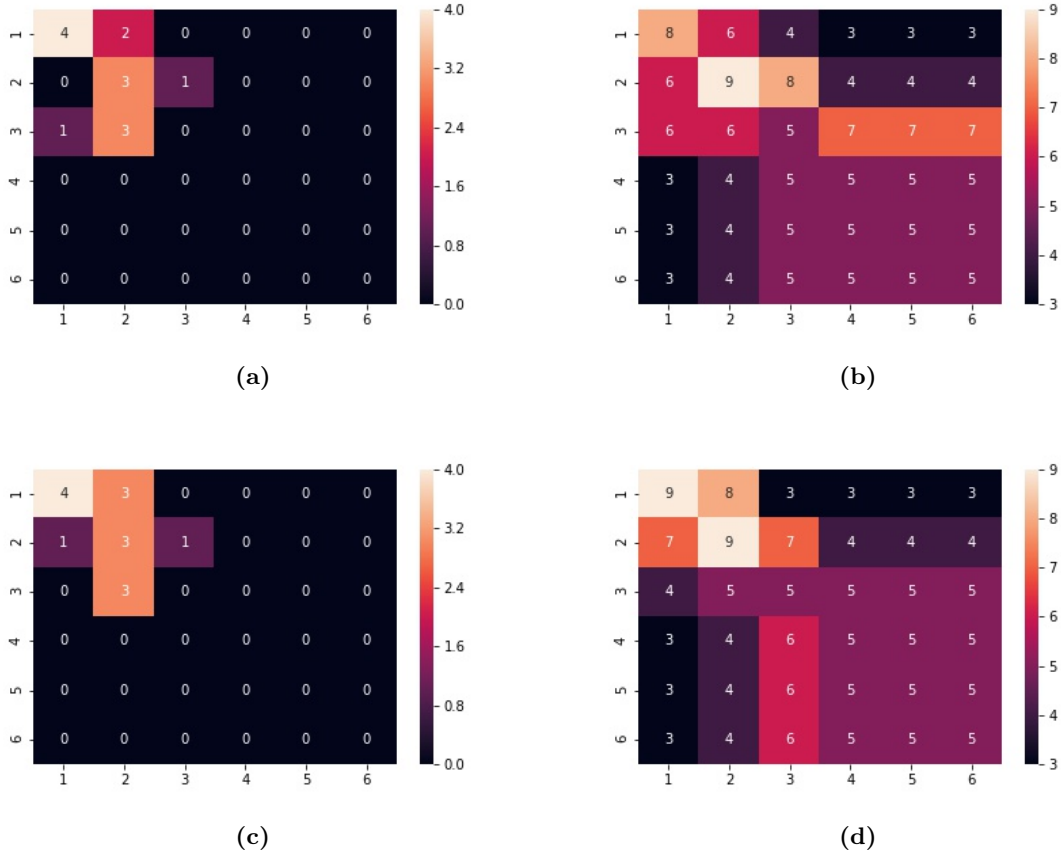 1 4 2 0 0 0 0 4.0
2 0 3 1 0 0 0 3.2
3 1 3 0 0 0 0 2.4
4 0 0 0 0 0 0 1.6
5 0 0 0 0 0 0 0.8
6 0 0 0 0 0 0 0.0
1 2 3 4 5 6
(a)
1 8 6 4 3 3 3 9
2 6 9 8 4 4 4 8
3 6 6 5 7 7 7 7
4 3 4 5 5 5 5 6
5 3 4 5 5 5 5 5
6 3 4 5 5 5 5 4
3
1 2 3 4 5 6
(b)
1 4 3 0 0 0 0 4.0
2 1 3 1 0 0 0 3.2
3 0 3 0 0 0 0 2.4
4 0 0 0 0 0 0 1.6
5 0 0 0 0 0 0 0.8
6 0 0 0 0 0 0 0.0
1 2 3 4 5 6
(c)
1 9 8 3 3 3 3 9
2 7 9 7 4 4 4 8
3 4 5 5 5 5 5 7
4 3 4 6 5 5 5 6
5 3 4 6 5 5 5 5
6 3 4 6 5 5 5 4
3
1 2 3 4 5 6
(d)